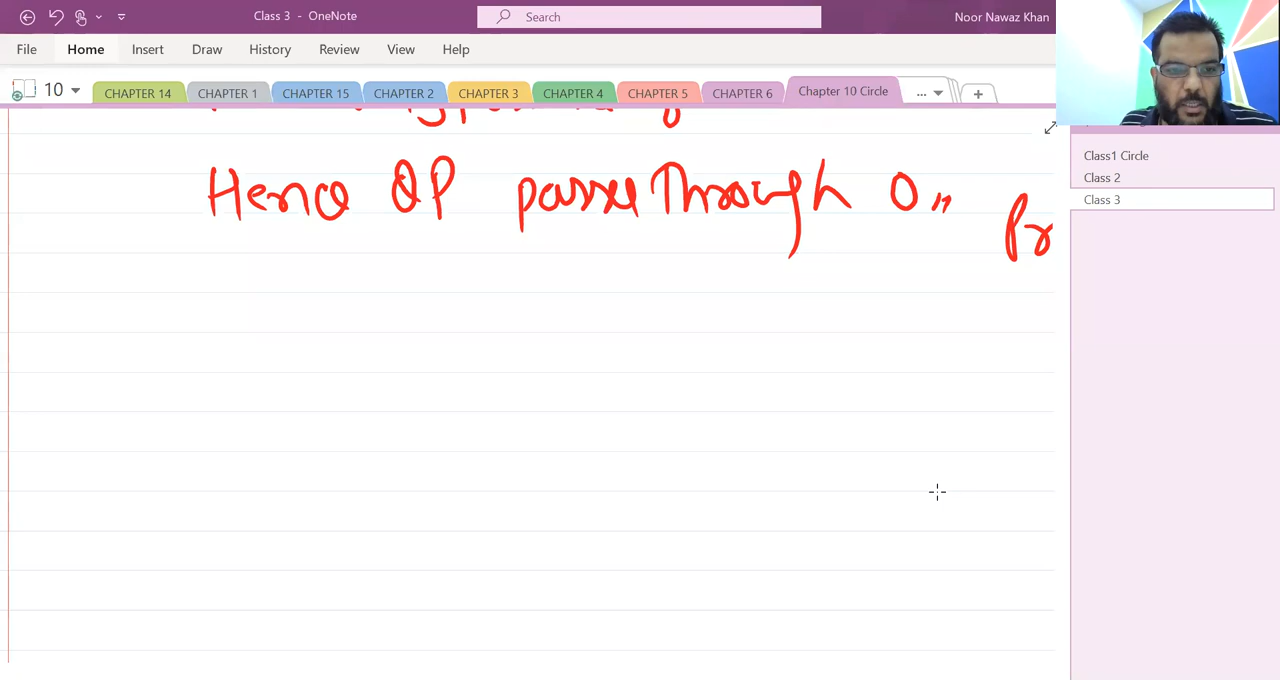 Class 3 - OneNote
Search
Noor Nawaz Khan
File Home Insert Draw History Review View Help
10
CHAPTER 14
CHAPTER 1
CHAPTER 15
CHAPTER 2
CHAPTER 3
CHAPTER 4
CHAPTER 5
CHAPTER 6
Chapter 10 Circle
...
Class1 Circle
Class 2
Class 3
Hence QP passes Through O,,
Pr